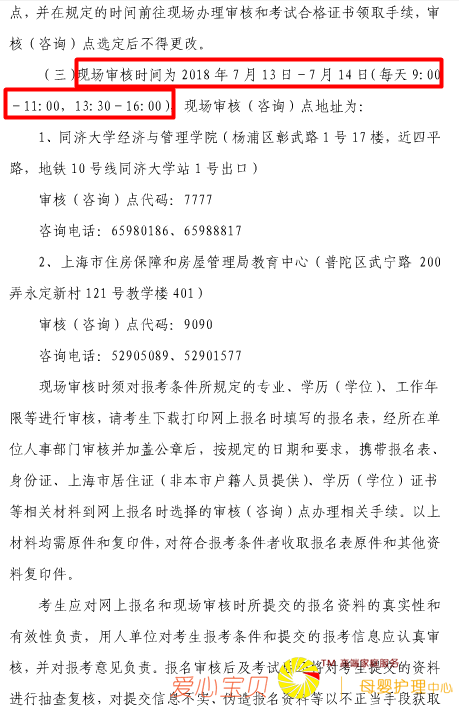 点，并在规定的时间前往现场办理审核和考试合格证书领取手续，审
核（咨询）点选定后不得更改。
（三）现场审核时间为 2018 年 7 月 13 日－7 月 14 日（每天 9:00
－11:00，13:30－16:00），现场审核（咨询）点地址为：
1、同济大学经济与管理学院（杨浦区彰武路 1 号 17 楼，近四平
路，地铁 10 号线同济大学站 1 号出口）
审核（咨询）点代码：7777
咨询电话：65980186、65988817
2、上海市住房保障和房屋管理局教育中心（普陀区武宁路 200
弄永定新村 121 号教学楼 401）
审核（咨询）点代码：9090
咨询电话：52905089、52901577
现场审核时须对报考条件所规定的专业、学历（学位）、工作年
限等进行审核，请考生下载打印网上报名时填写的报名表，经所在单
位人事部门审核并加盖公章后，按规定的日期和要求，携带报名表、
身份证、上海市居住证（非本市户籍人员提供）、学历（学位）证书
等相关材料到网上报名时选择的审核（咨询）点办理相关手续。以上
材料均需原件和复印件，对符合报考条件者收取报名表原件和其他资
料复印件。
考生应对网上报名和现场审核时所提交的报名资料的真实性和
有效性负责，用人单位对考生报考条件和提交的报考信息应认真审
核，并对报考意见负责。报名审核后及考试 对考生提交的资料
进行抽查复核，对提交信息不实、伪造报名资料等以不正当手段获取
爱心宝贝 TM 母婴护理中心